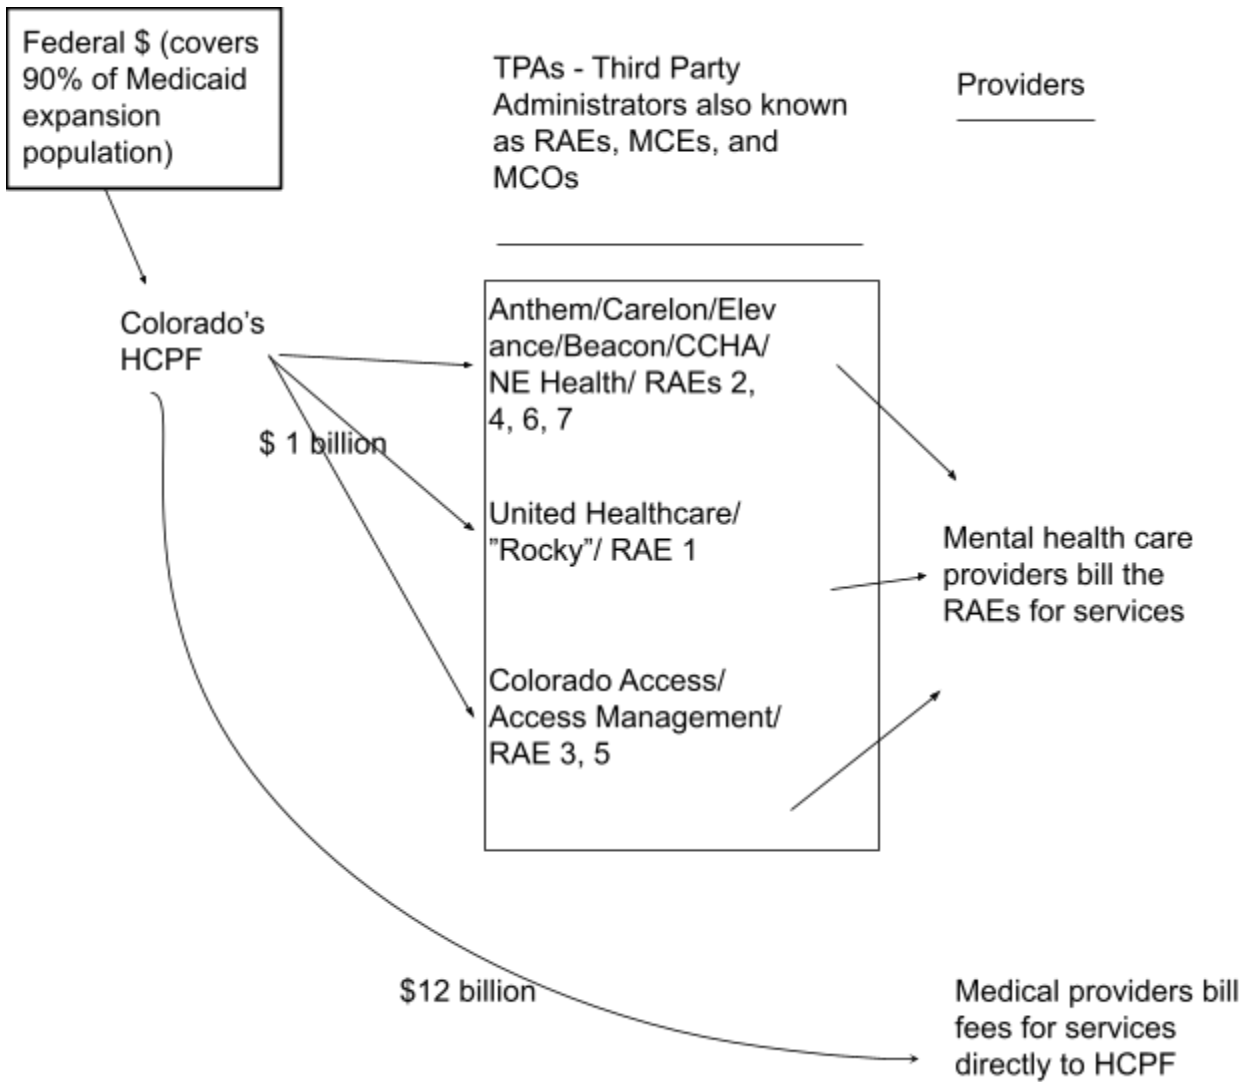 Federal $ (covers
90% of Medicaid
expansion
population)
TPAs - Third Party
Administrators also known
as RAEs, MCEs, and
MCOs
Providers
Colorado's
HCPF
$ 1 billion
Anthem/Carelon/Elev
ance/Beacon/CCHA/
NE Health/ RAEs 2,
4, 6, 7
United Healthcare/
”Rocky”/ RAE 1
Colorado Access/
Access Management/
RAE 3, 5
Mental health care
providers bill the
RAEs for services
$12 billion
Medical providers bill
fees for services
directly to HCPF